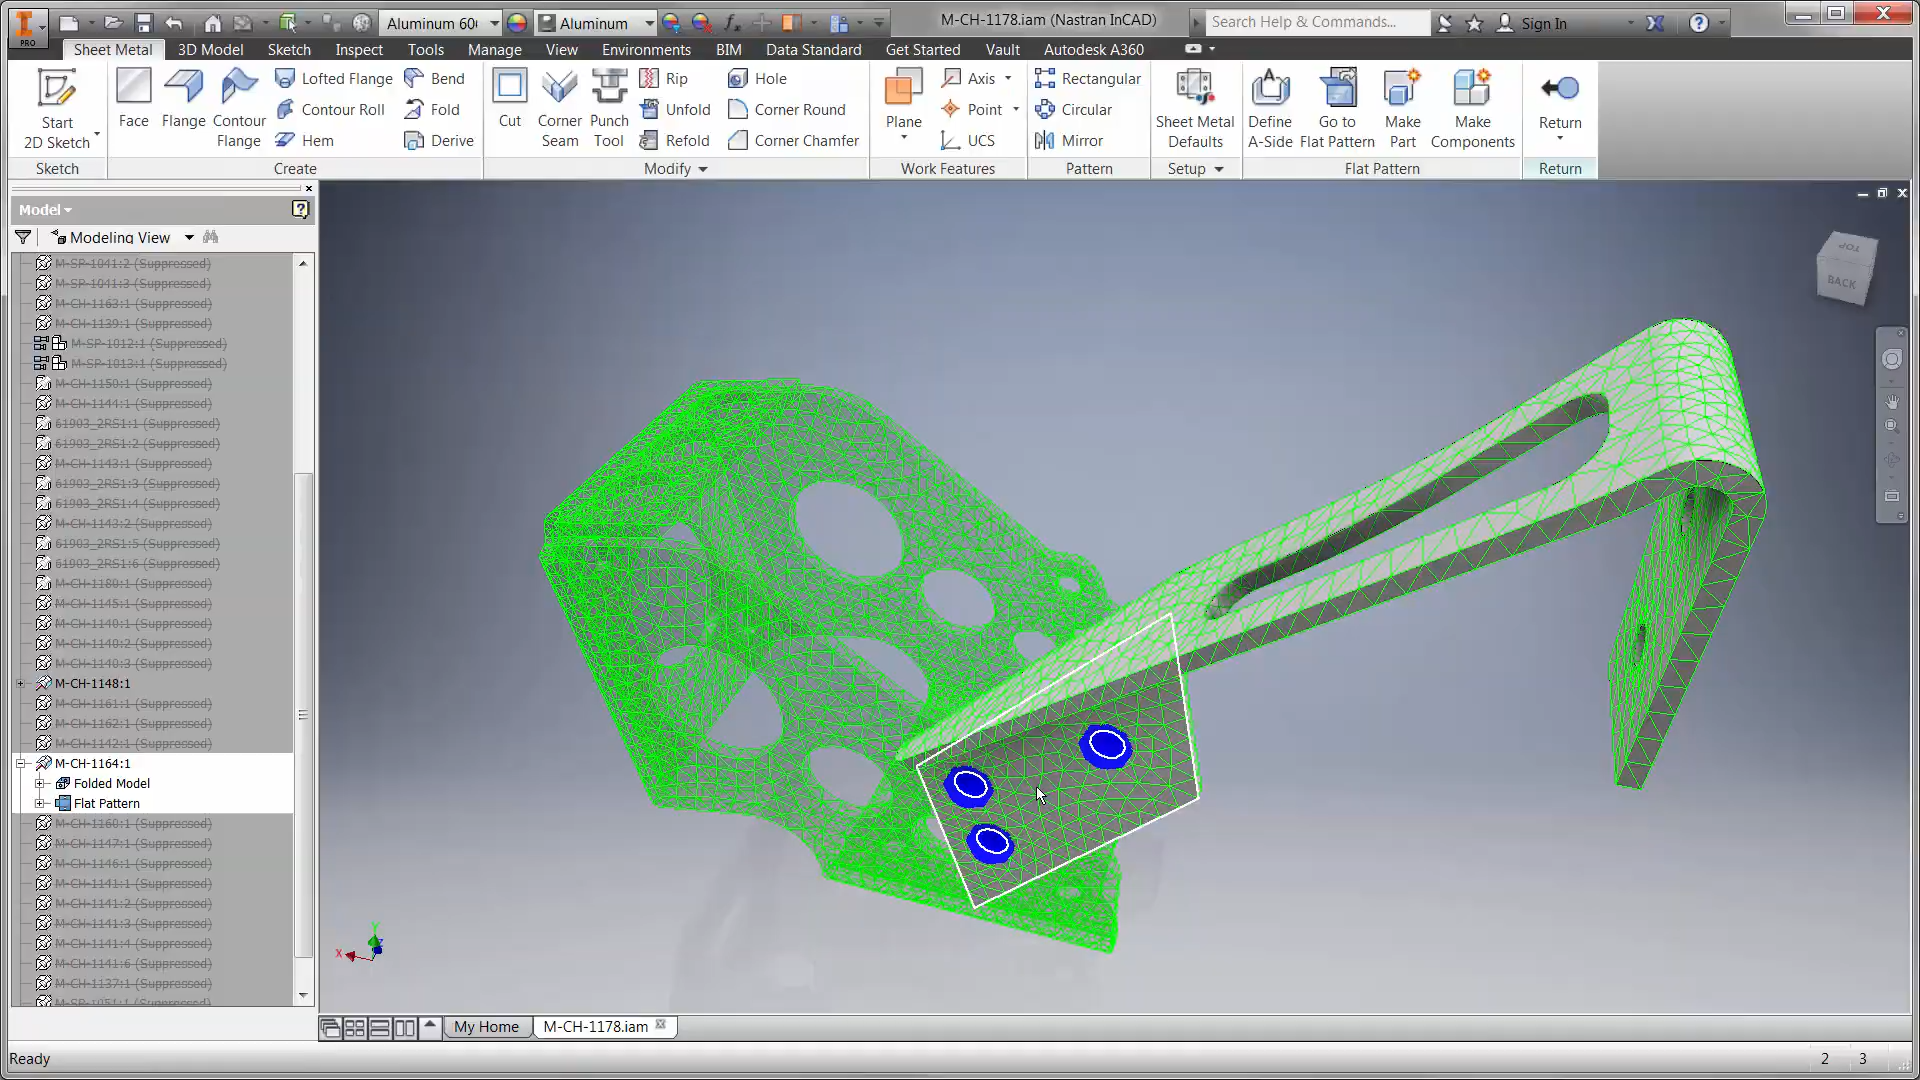 PRO
Aluminum 60
Aluminum
M-CH-1178.iam (Nastran InCAD)
Search Help & Commands...
Sign In
Sheet Metal
3D Model
Sketch
Inspect
Tools
Manage
View
Environments
BIM
Data Standard
Get Started
Vault
Autodesk A360
Start
2D Sketch
Face
Flange
Contour
Flange
Lofted Flange
Contour Roll
Hem
Bend
Fold
Derive
Cut
Corner
Seam
Punch
Tool
Rip
Unfold
Refold
Hole
Corner Round
Corner Chamfer
Plane
Axis
Point
UCS
Rectangular
Circular
Mirror
Sheet Metal
Defaults
Define
A-Side
Go to
Flat Pattern
Make
Part
Make
Components
Return
Sketch
Create
Modify
Work Features
Pattern
Setup
Flat Pattern
Return
Model
Modeling View
M-SP-1041:2 (Suppressed)
M-SP-1041:3 (Suppressed)
M-CH-1163:1 (Suppressed)
M-CH-1139:1 (Suppressed)
M-SP-1012:1 (Suppressed)
M-SP-1013:1 (Suppressed)
M-CH-1150:1 (Suppressed)
M-CH-1144:1 (Suppressed)
61903_2RS1:1 (Suppressed)
61903_2RS1:2 (Suppressed)
M-CH-1143:1 (Suppressed)
61903_2RS1:3 (Suppressed)
61903_2RS1:4 (Suppressed)
M-CH-1143:2 (Suppressed)
61903_2RS1:5 (Suppressed)
61903_2RS1:6 (Suppressed)
M-CH-1180:1 (Suppressed)
M-CH-1145:1 (Suppressed)
M-CH-1140:1 (Suppressed)
M-CH-1140:2 (Suppressed)
M-CH-1140:3 (Suppressed)
M-CH-1148:1
M-CH-1161:1 (Suppressed)
M-CH-1162:1 (Suppressed)
M-CH-1142:1 (Suppressed)
M-CH-1164:1
Folded Model
Flat Pattern
M-CH-1160:1 (Suppressed)
M-CH-1147:1 (Suppressed)
M-CH-1146:1 (Suppressed)
M-CH-1141:1 (Suppressed)
M-CH-1141:2 (Suppressed)
M-CH-1141:3 (Suppressed)
M-CH-1141:4 (Suppressed)
M-CH-1141:6 (Suppressed)
M-CH-1137:1 (Suppressed)
M-SP-1051:1 (Suppressed)
TOP
BACK
Y
X
My Home
M-CH-1178.iam
Ready
2
3